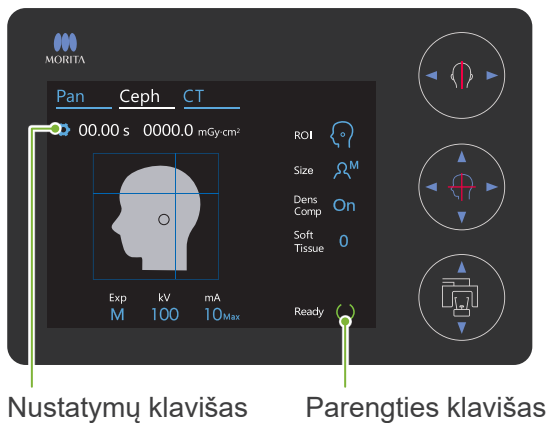 MORITA
Pan Ceph CT
00.00 s 0000.0 mGy·cm²
ROI
Size M
Dens Comp On
Soft Tissue 0
Exp kV mA
M 100 10Max
Ready
Nustatymų klavišas Parengties klavišas